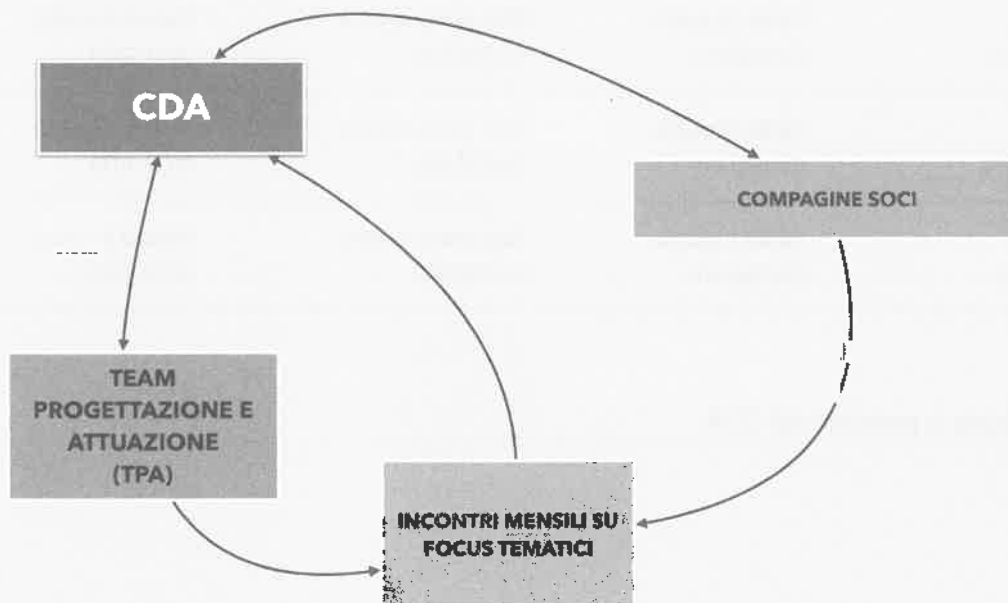 CDA
COMPAGINE SOCI
TEAM
PROGETTAZIONE E
ATTUAZIONE
(TPA)
INCONTRI MENSILI SU
FOCUS TEMATICI